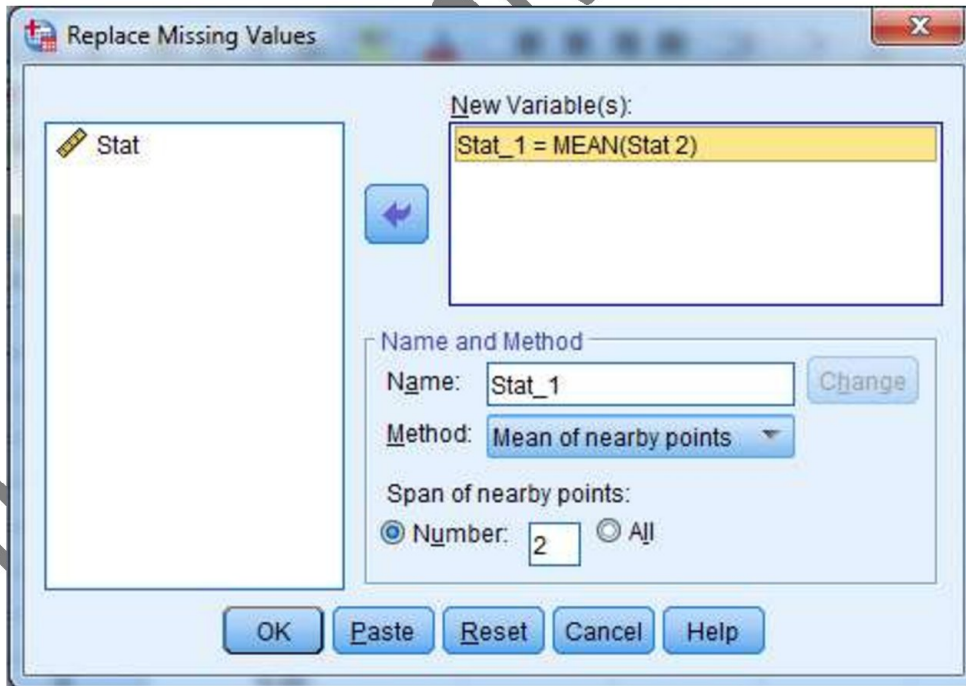 Replace Missing Values
New Variable(s):
Stat
Stat_1 = MEAN(Stat 2)
Name and Method
Name: Stat_1 Change
Method: Mean of nearby points
Span of nearby points:
Number: 2 All
OK Paste Reset Cancel Help